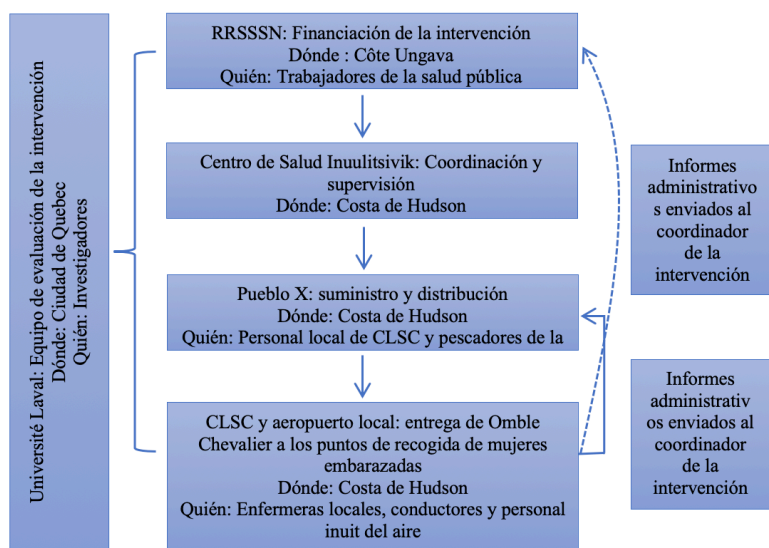 Université Laval: Equipo de evaluación de la intervención
Dónde: Ciudad de Quebec
Quién: Investigadores
RRSSSN: Financiación de la intervención
Dónde : Côte Ungava
Quién: Trabajadores de la salud pública
Centro de Salud Inuulitsivik: Coordinación y
supervisión
Dónde: Costa de Hudson
Pueblo X: suministro y distribución
Dónde: Costa de Hudson
Quién: Personal local de CLSC y pescadores de la
CLSC y aeropuerto local: entrega de Omble
Chevalier a los puntos de recogida de mujeres
embarazadas
Dónde: Costa de Hudson
Quién: Enfermeras locales, conductores y personal
inuit del aire
Informes
administrativo
s enviados al
coordinador
de la
intervención
Informes
administrativ
os enviados al
coordinador
de la
intervención